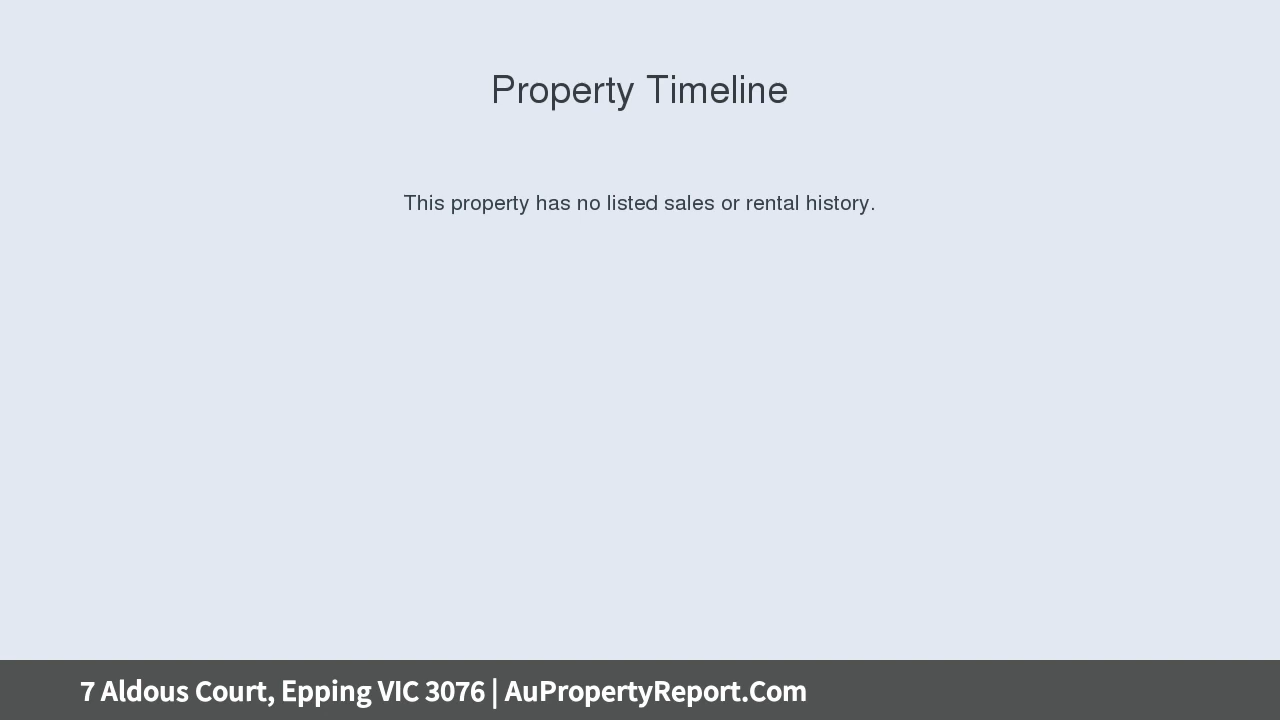 Property Timeline
This property has no listed sales or rental history.
7 Aldous Court, Epping VIC 3076 | AuPropertyReport.Com